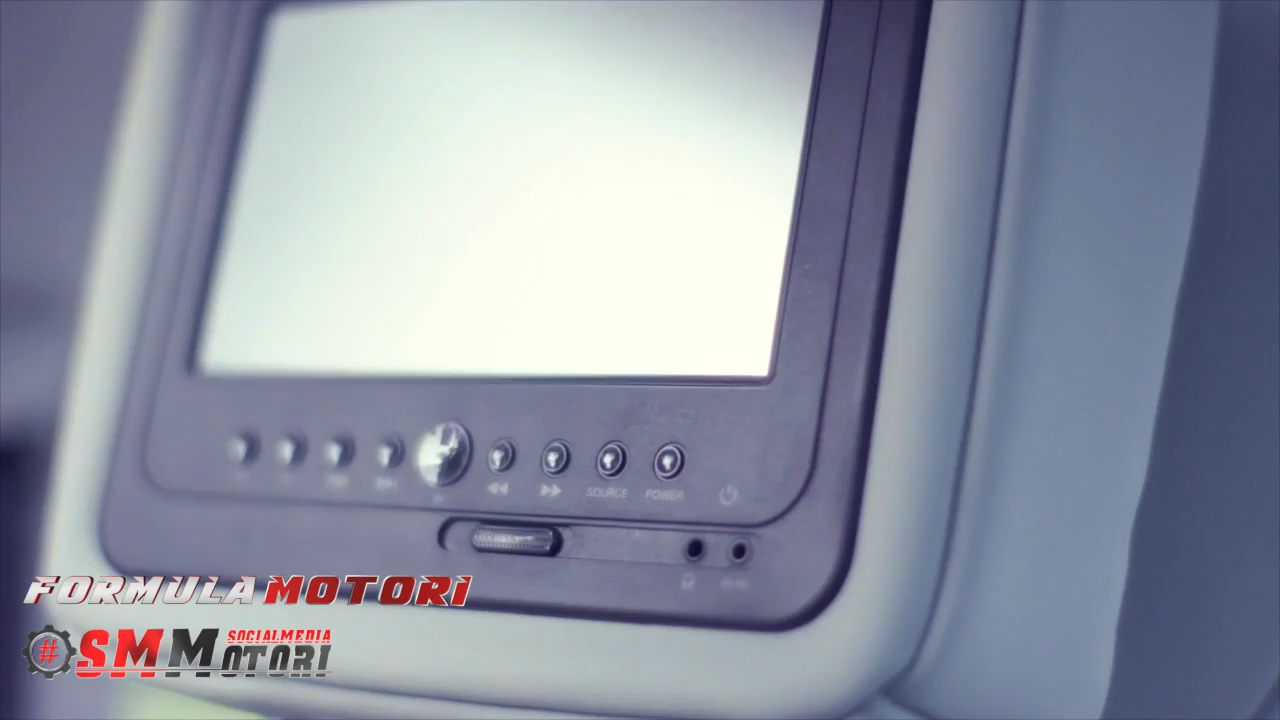 SOURCE
POWER
FORMULA MOTORI
# SMMOTORI
SOCIALMEDIA